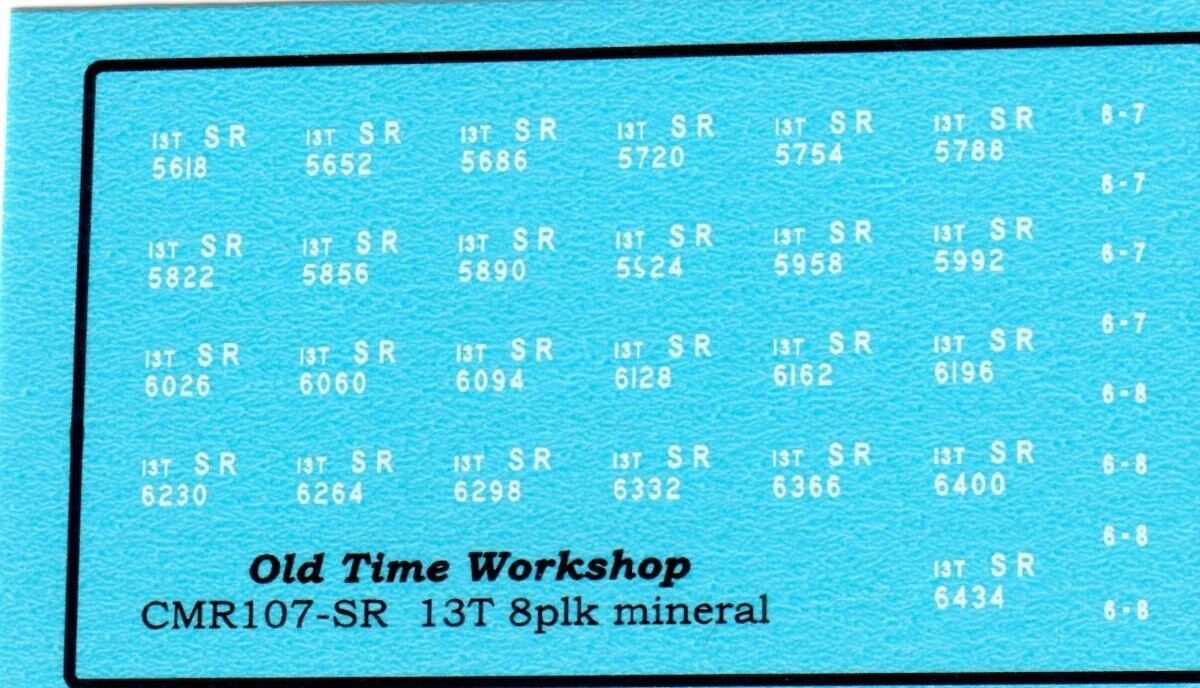 13T SR 13T SR 13T SR 13T SR 13T SR 13T SR
5618 5652 5686 5720 5754 5788
13T SR 13T SR 13T SR 13T SR 13T SR 13T SR
5822 5856 5890 5924 5958 5992
13T SR 13T SR 13T SR 13T SR 13T SR 13T SR
6026 6060 6094 6128 6162 6196
13T SR 13T SR 13T SR 13T SR 13T SR 13T SR
6230 6264 6298 6332 6366 6400
13T SR
6434
6-7
6-7
6-7
6-7
6-8
6-8
6-8
6-8
Old Time Workshop
CMR107-SR 13T 8plk mineral